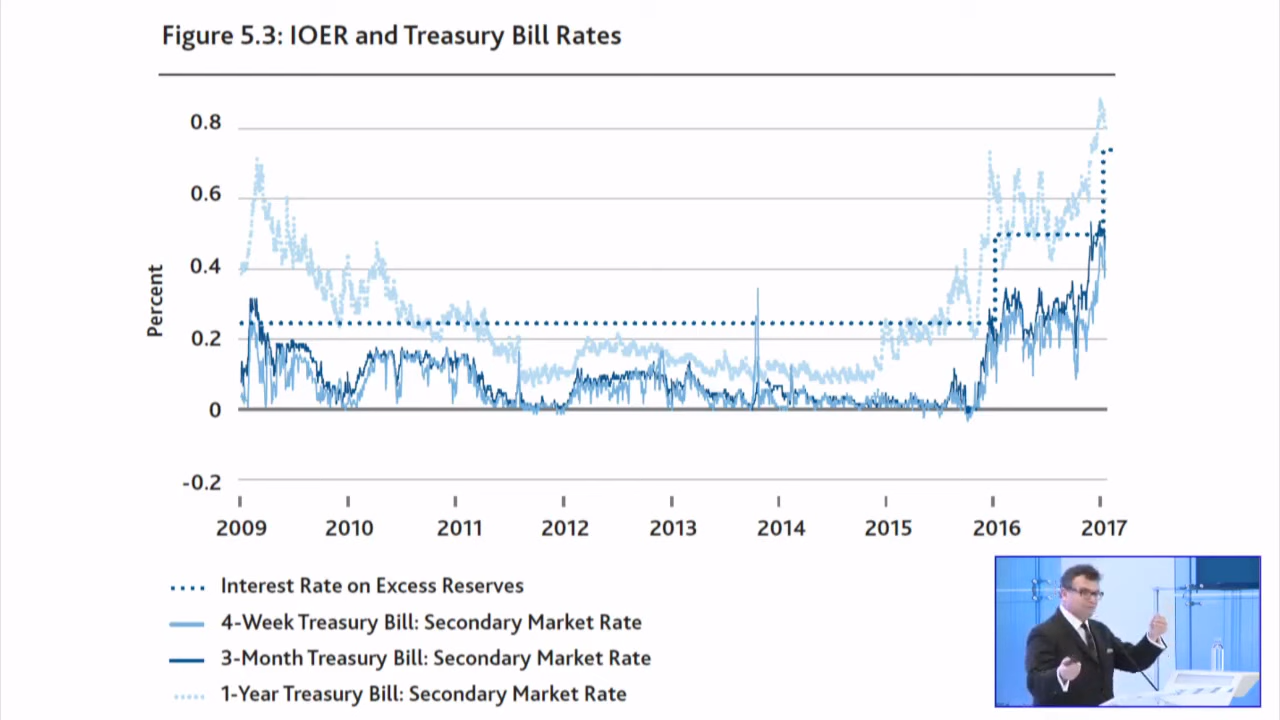 Figure 5.3: IOER and Treasury Bill Rates
Percent
0.8
0.6
0.4
0.2
0
-0.2
2009 2010 2011 2012 2013 2014 2015 2016 2017
Interest Rate on Excess Reserves
4-Week Treasury Bill: Secondary Market Rate
3-Month Treasury Bill: Secondary Market Rate
1-Year Treasury Bill: Secondary Market Rate